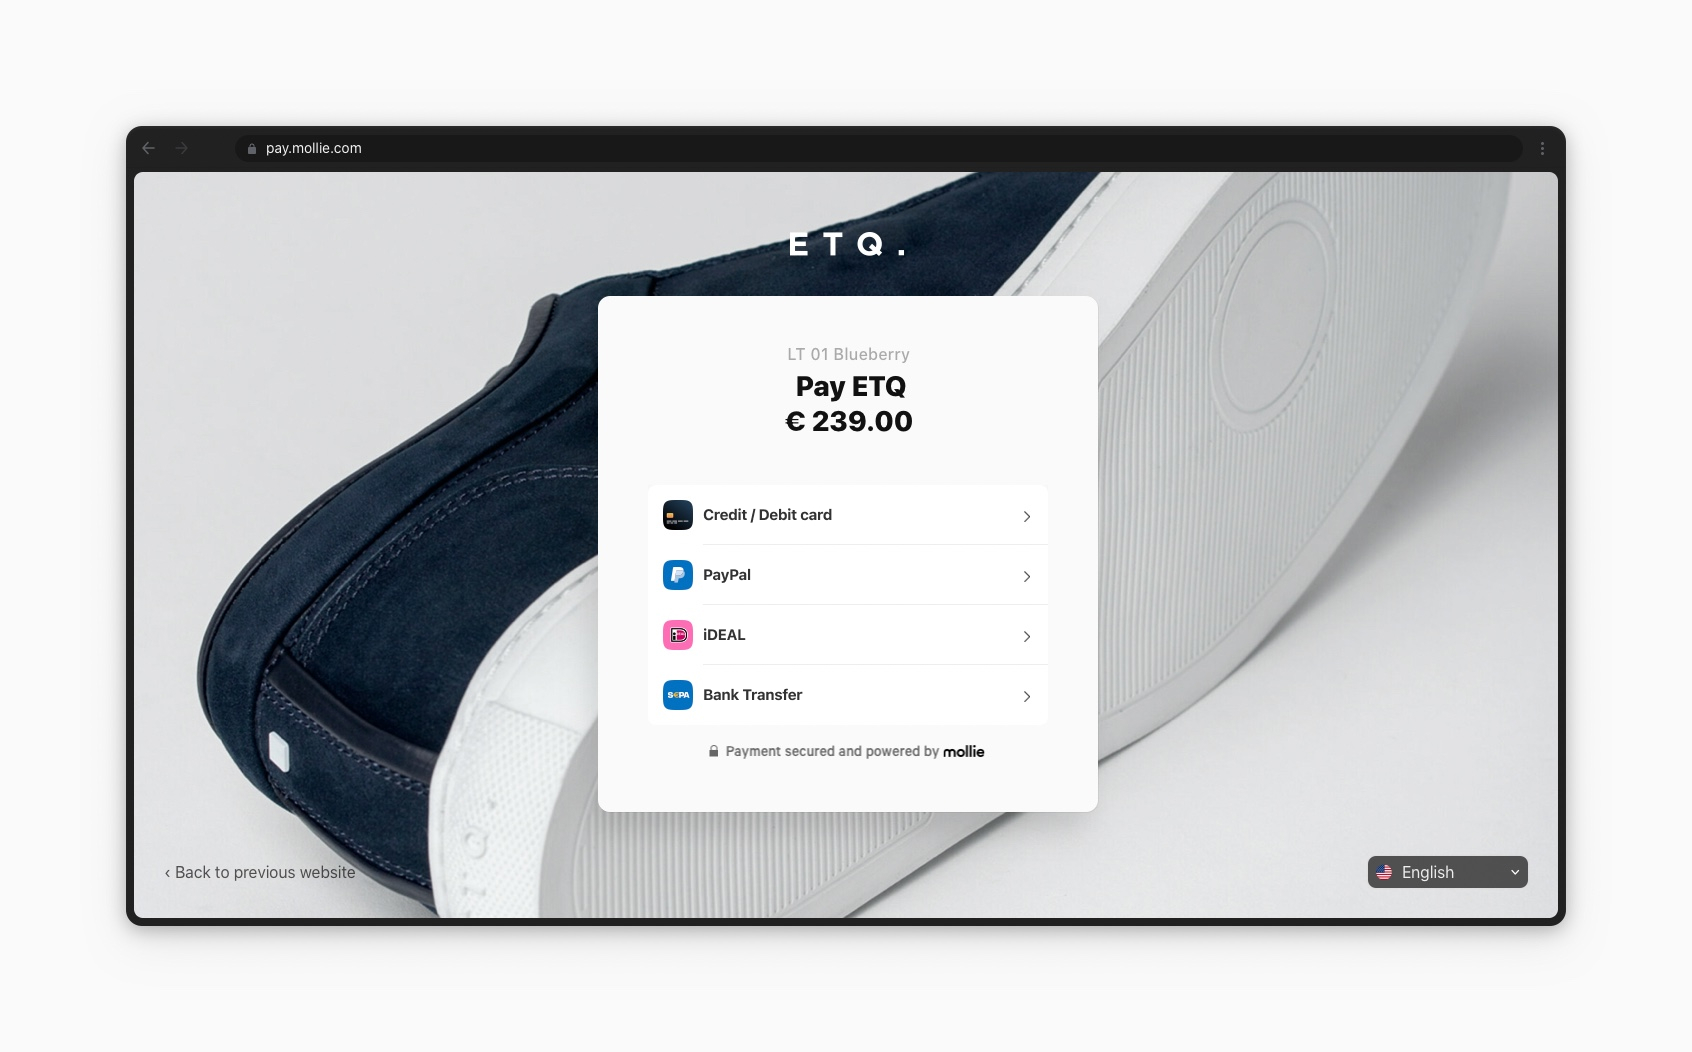 pay.mollie.com
ETQ.
LT 01 Blueberry
Pay ETQ
€ 239.00
Credit / Debit card
PayPal
iDEAL
SEPA
Bank Transfer
Payment secured and powered by mollie
‹ Back to previous website
English